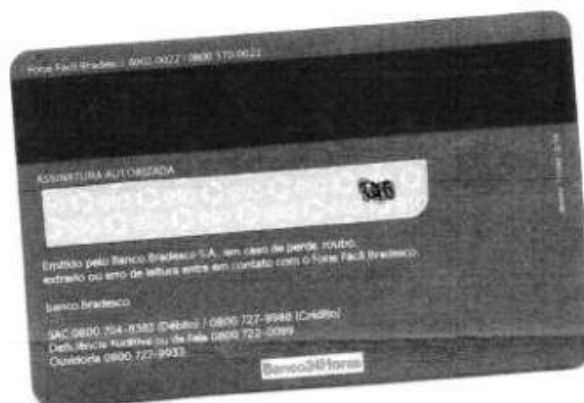 Fone Fácil Bradesco: 4002-0022 / 0800 570-0022
ASSINATURA AUTORIZADA
Emitido pelo Banco Bradesco S.A., em caso de perda, roubo,
extravio ou erro de leitura entre em contato com o Fone Fácil Bradesco.
banco.bradesco
SAC 0800 704-8383 (Débito) / 0800 727-9988 (Crédito)
Deficiência Auditiva ou de Fala 0800 722-0099
Ouvidoria 0800 727-9933
Banco24Horas